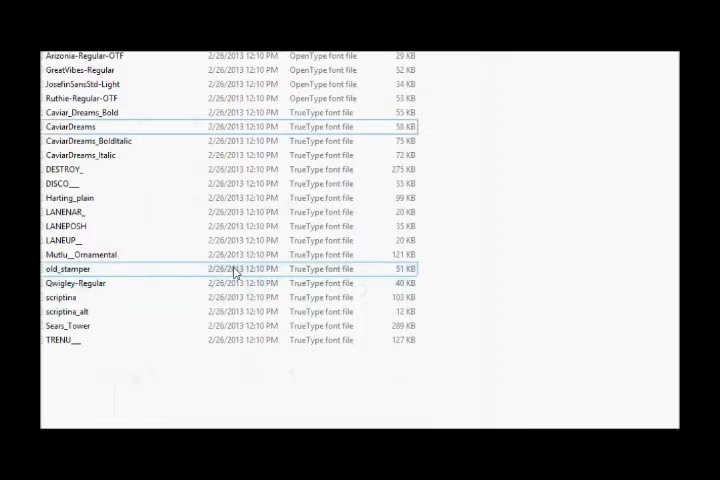 Arizonia-Regular-OTF 2/26/2013 12:10 PM OpenType font file 29 KB
GreatVibes-Regular 2/26/2013 12:10 PM OpenType font file 52 KB
JosefinSansStd-Light 2/26/2013 12:10 PM OpenType font file 34 KB
Ruthie-Regular-OTF 2/26/2013 12:10 PM OpenType font file 53 KB
Caviar_Dreams_Bold 2/26/2013 12:10 PM TrueType font file 55 KB
CaviarDreams 2/26/2013 12:10 PM TrueType font file 58 KB
CaviarDreams_BoldItalic 2/26/2013 12:10 PM TrueType font file 75 KB
CaviarDreams_Italic 2/26/2013 12:10 PM TrueType font file 72 KB
DESTROY_ 2/26/2013 12:10 PM TrueType font file 275 KB
DISCO___ 2/26/2013 12:10 PM TrueType font file 35 KB
Harting_plain 2/26/2013 12:10 PM TrueType font file 99 KB
LANENAR_ 2/26/2013 12:10 PM TrueType font file 20 KB
LANEPOSH 2/26/2013 12:10 PM TrueType font file 35 KB
LANEUP__ 2/26/2013 12:10 PM TrueType font file 20 KB
Mutlu__Ornamental 2/26/2013 12:10 PM TrueType font file 121 KB
old_stamper 2/26/2013 12:10 PM TrueType font file 51 KB
Qwigley-Regular 2/26/2013 12:10 PM TrueType font file 40 KB
scriptina 2/26/2013 12:10 PM TrueType font file 103 KB
scriptina_alt 2/26/2013 12:10 PM TrueType font file 12 KB
Sears_Tower 2/26/2013 12:10 PM TrueType font file 289 KB
TRENU___ 2/26/2013 12:10 PM TrueType font file 127 KB